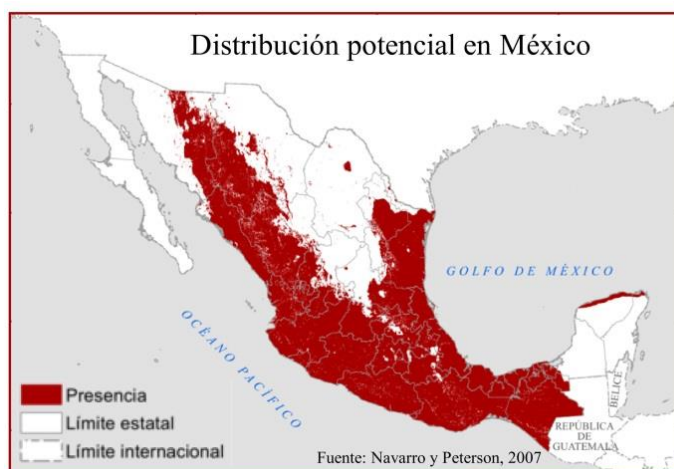 Distribución potencial en México
GOLFO DE MÉXICO
OCÉANO PACÍFICO
BELICE
REPÚBLICA
DE
GUATEMALA
Presencia
Límite estatal
Límite internacional
Fuente: Navarro y Peterson, 2007